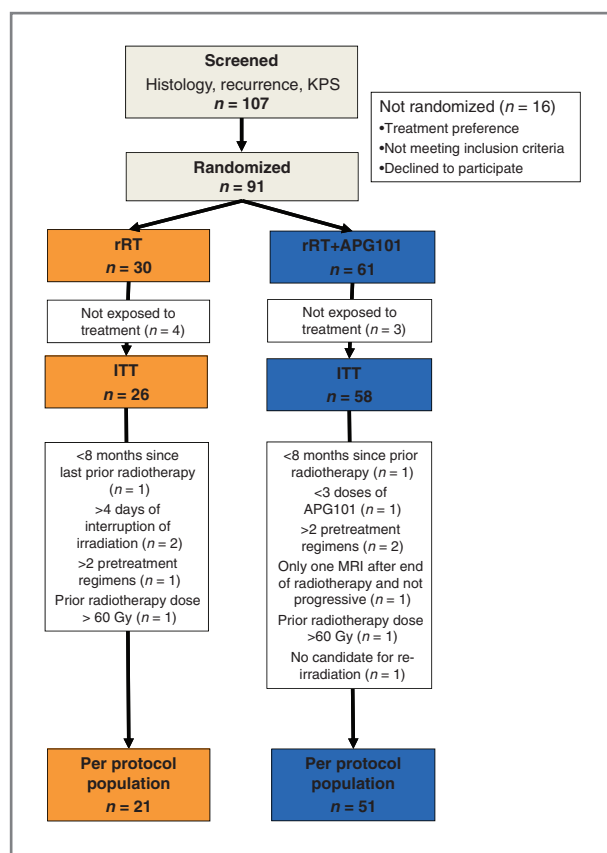 Screened
Histology, recurrence, KPS
n = 107
Not randomized (n = 16)
•Treatment preference
•Not meeting inclusion criteria
•Declined to participate
Randomized
n = 91
rRT
n = 30
rRT+APG101
n = 61
Not exposed to
treatment (n = 4)
Not exposed to
treatment (n = 3)
ITT
n = 26
ITT
n = 58
<8 months since
last prior radiotherapy
(n = 1)
>4 days of
interruption of
irradiation (n = 2)
>2 pretreatment
regimens (n = 1)
Prior radiotherapy dose
> 60 Gy (n = 1)
<8 months since prior
radiotherapy (n = 1)
<3 doses of
APG101 (n = 1)
>2 pretreatment
regimens (n = 2)
Only one MRI after end
of radiotherapy and not
progressive (n = 1)
Prior radiotherapy dose
>60 Gy (n = 1)
No candidate for re-
irradiation (n = 1)
Per protocol
population
n = 21
Per protocol
population
n = 51